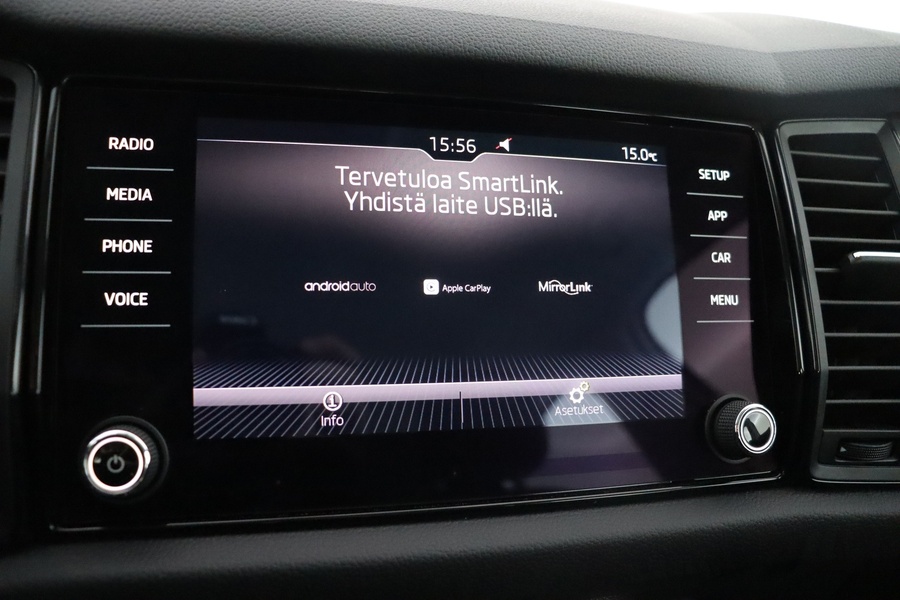 RADIO
MEDIA
PHONE
VOICE
15:56
15.0°C
Tervetuloa SmartLink.
Yhdistä laite USB:llä.
androidauto
Apple CarPlay
MirrorLink
Info
Asetukset
SETUP
APP
CAR
MENU